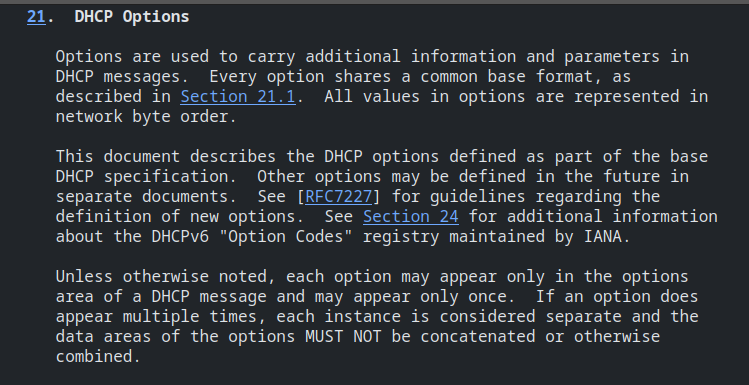 21. DHCP Options
Options are used to carry additional information and parameters in
DHCP messages. Every option shares a common base format, as
described in Section 21.1. All values in options are represented in
network byte order.
This document describes the DHCP options defined as part of the base
DHCP specification. Other options may be defined in the future in
separate documents. See [RFC7227] for guidelines regarding the
definition of new options. See Section 24 for additional information
about the DHCPv6 "Option Codes" registry maintained by IANA.
Unless otherwise noted, each option may appear only in the options
area of a DHCP message and may appear only once. If an option does
appear multiple times, each instance is considered separate and the
data areas of the options MUST NOT be concatenated or otherwise
combined.